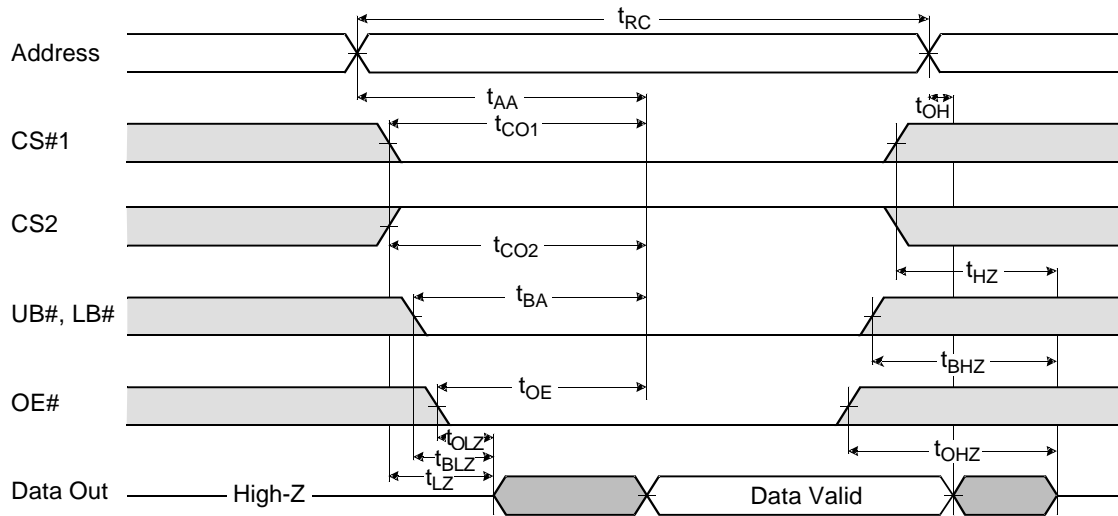 tRC
Address
tAA
tOH
tCO1
CS#1
CS2
tCO2
tHZ
tBA
UB#, LB#
tBHZ
tOE
OE#
tOLZ
tOHZ
tBLZ
tLZ
Data Out
High-Z
Data Valid